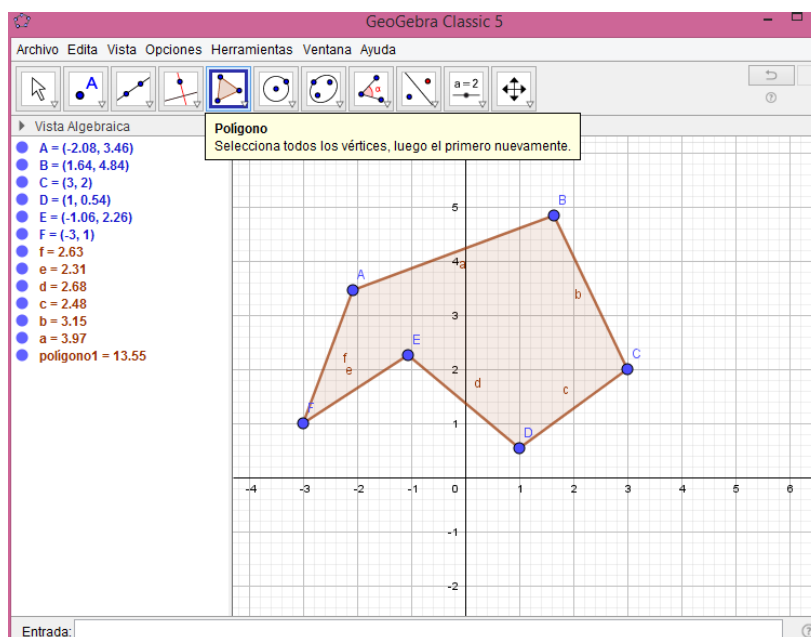 GeoGebra Classic 5
Archivo Edita Vista Opciones Herramientas Ventana Ayuda
A
α
a=2
Vista Algebraica
Polígono
Selecciona todos los vértices, luego el primero nuevamente.
A = (-2.08, 3.46)
B = (1.64, 4.84)
C = (3, 2)
D = (1, 0.54)
E = (-1.06, 2.26)
F = (-3, 1)
f = 2.63
e = 2.31
d = 2.68
c = 2.48
b = 3.15
a = 3.97
polígono1 = 13.55
B
5
4
a
A
b
3
E
C
f
e
2
d
c
F
D
1
-4 -3 -2 -1 0 1 2 3 4 5 6
-1
-2
Entrada: